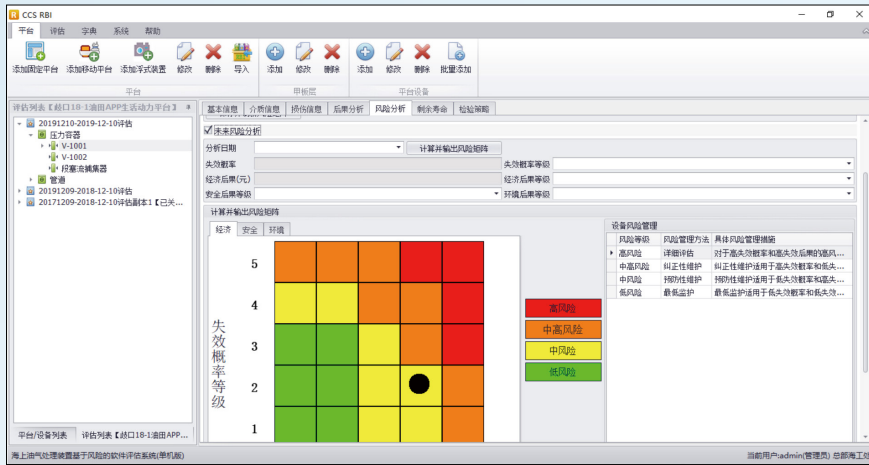 CCS RBI
平台 评估 字典 系统 帮助
添加固定平台 添加移动平台 添加浮式装置 修改 删除 导入 添加 修改 删除 添加 修改 删除 批量添加
平台 甲板层 平台设备
评估列表【歧口18-1油田APP生活动力平台】
基本信息 介质信息 损伤信息 后果分析 风险分析 剩余寿命 检验策略
20191210-2019-12-10评估
压力容器
V-1001
V-1002
段塞流捕集器
管道
20191209-2018-12-10评估
20171209-2018-12-10评估副本1【已关...
未来风险分析
分析日期 计算并输出风险矩阵
失效概率 失效概率等级
经济后果(元) 经济后果等级
安全后果等级 环境后果等级
计算并输出风险矩阵
经济 安全 环境
失效概率等级
5
4
3
2
1
高风险
中高风险
中风险
低风险
设备风险管理
风险等级 风险管理方法 具体风险管理措施
高风险 详细评估 对于高失效概率和高失效后果的高风...
中高风险 纠正性维护 纠正性维护适用于高失效概率和低失...
中风险 预防性维护 预防性维护适用于低失效概率和高失...
低风险 最低监护 最低监护适用于低失效概率和低失效...
平台/设备列表 评估列表【歧口18-1油田APP...
海上油气处理装置基于风险的软件评估系统(单机版) 当前用户:admin(管理员) 总部海工处